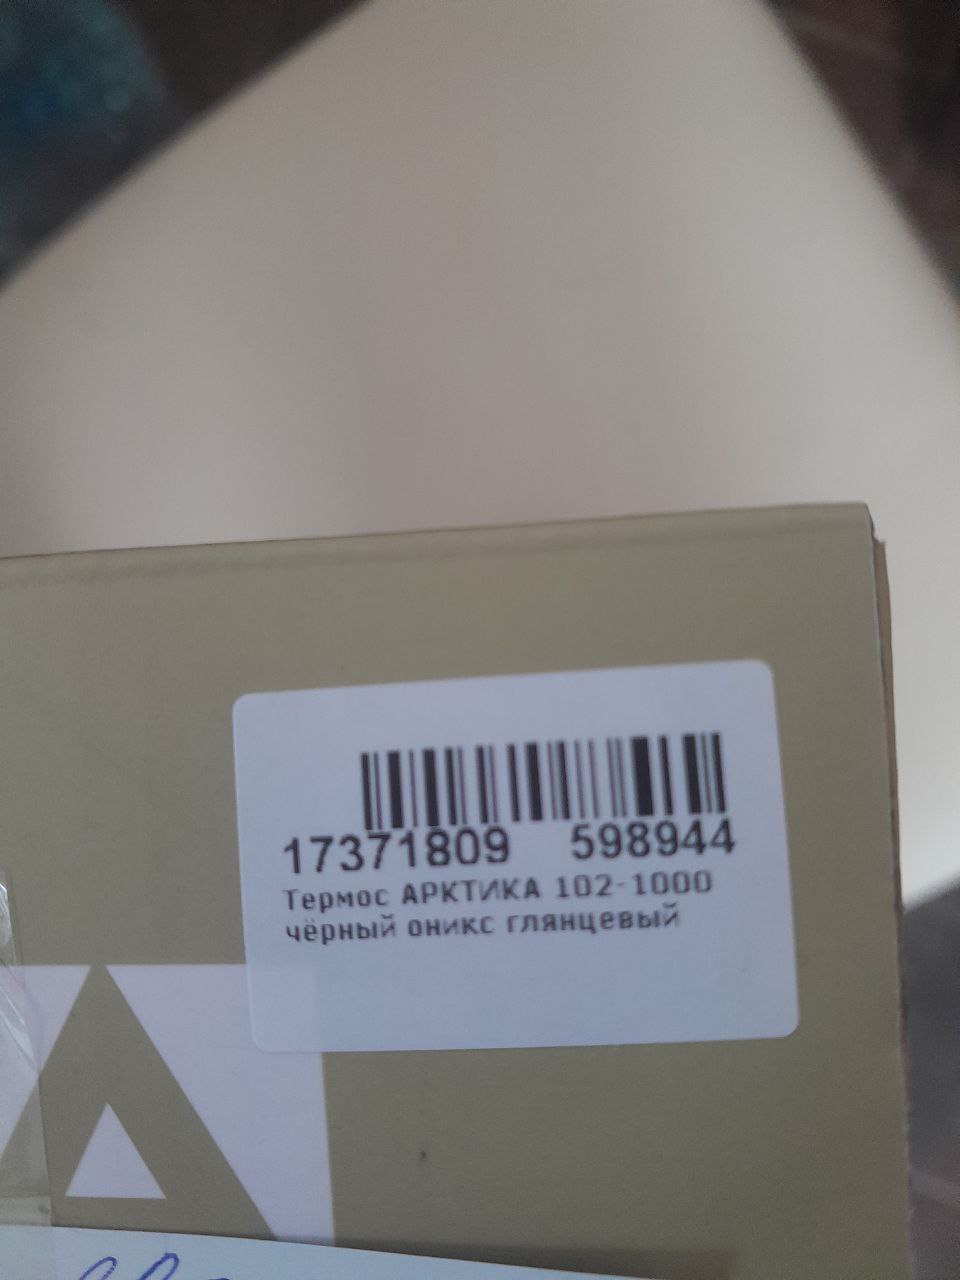 17371809 598944
Термос АРКТИКА 102-1000
чёрный оникс глянцевый